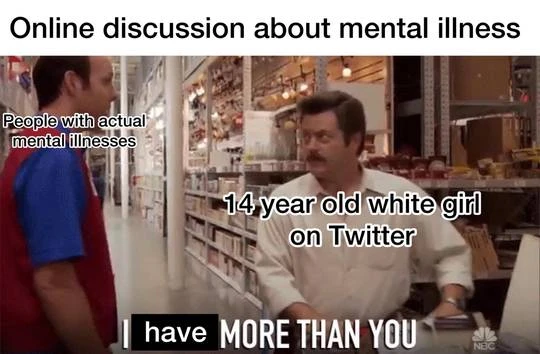 Online discussion about mental illness
People with actual
mental illnesses
14 year old white girl
on Twitter
I have MORE THAN YOU
NBC